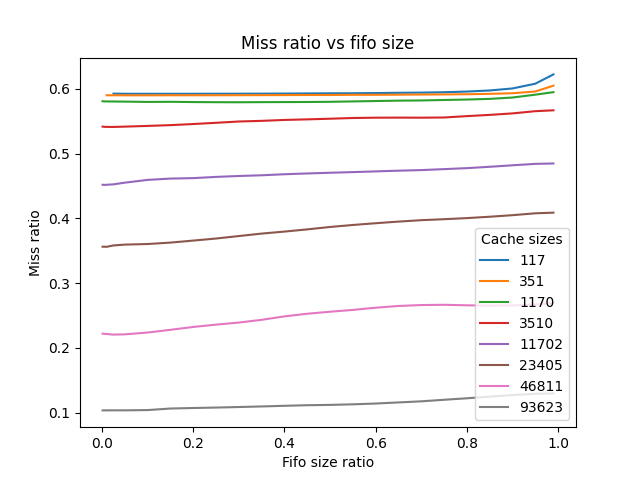 Miss ratio vs fifo size
Miss ratio
0.6
0.5
0.4
0.3
0.2
0.1
Cache sizes
117
351
1170
3510
11702
23405
46811
93623
0.0 0.2 0.4 0.6 0.8 1.0
Fifo size ratio